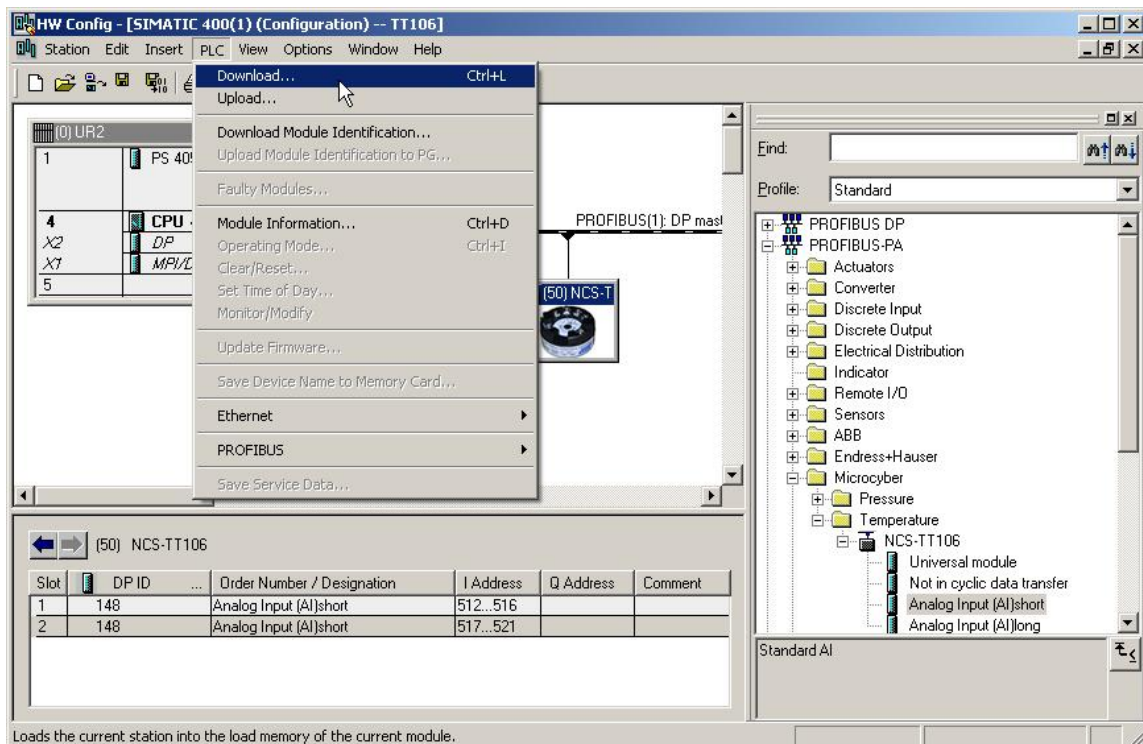 HW Config - [SIMATIC 400(1) (Configuration) -- TT106]
Station Edit Insert PLC View Options Window Help
Download... Ctrl+L
Upload...
Download Module Identification...
Upload Module Identification to PG...
Faulty Modules...
Module Information... Ctrl+D
Operating Mode... Ctrl+I
Clear/Reset...
Set Time of Day...
Monitor/Modify
Update Firmware...
Save Device Name to Memory Card...
Ethernet
PROFIBUS
Save Service Data...
(0) UR2
1 PS 405
4 CPU
X2 DP
X1 MPI/D
5
PROFIBUS(1): DP mast
(50) NCS-T
Find:
Profile: Standard
PROFIBUS DP
PROFIBUS-PA
Actuators
Converter
Discrete Input
Discrete Output
Electrical Distribution
Indicator
Remote I/O
Sensors
ABB
Endress+Hauser
Microcyber
Pressure
Temperature
NCS-TT106
Universal module
Not in cyclic data transfer
Analog Input (AI)short
Analog Input (AI)long
Standard AI
(50) NCS-TT106
Slot DP ID ... Order Number / Designation I Address Q Address Comment
1 148 Analog Input (AI)short 512...516
2 148 Analog Input (AI)short 517...521
Loads the current station into the load memory of the current module.